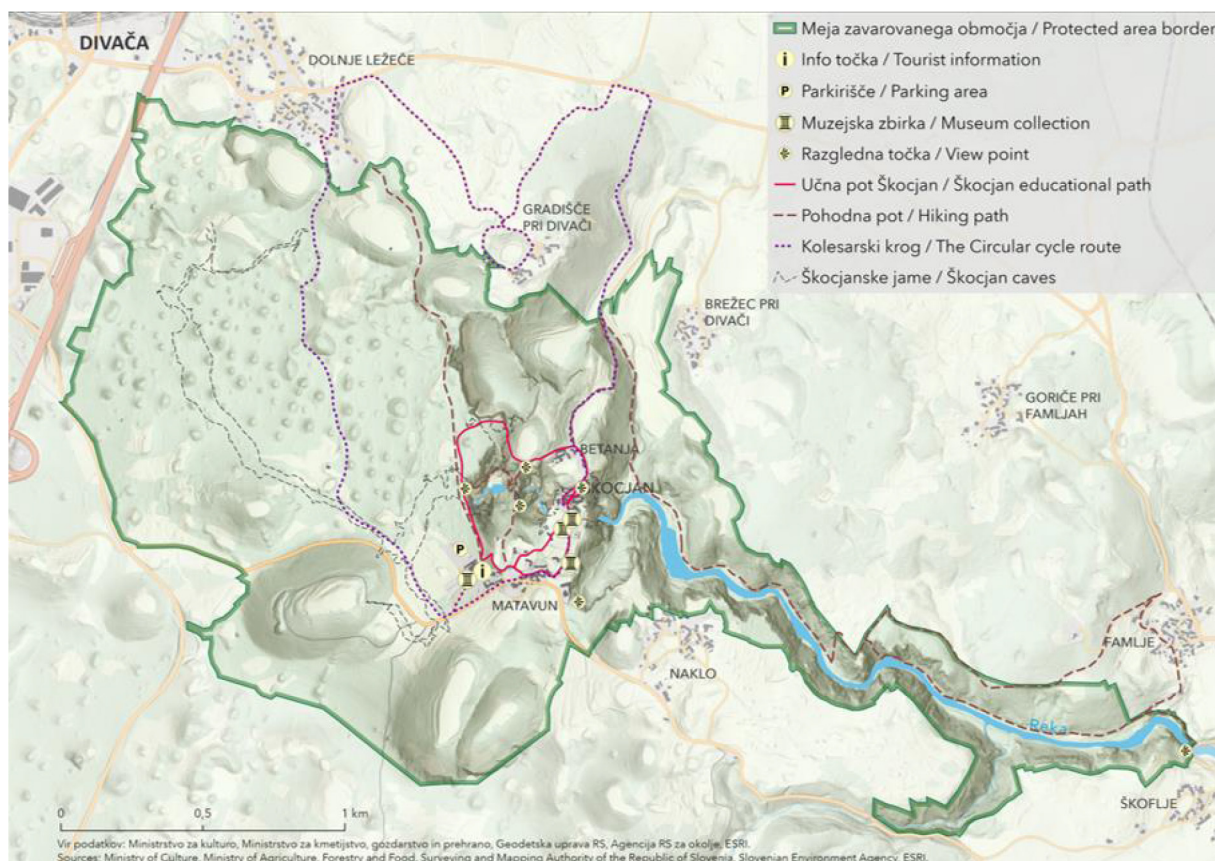 DIVAČA
DOLNJE LEŽEČE
Meja zavarovanega območja / Protected area border
i Info točka / Tourist information
P Parkirišče / Parking area
Muzejska zbirka / Museum collection
Razgledna točka / View point
Učna pot Škocjan / Škocjan educational path
Pohodna pot / Hiking path
Kolesarski krog / The Circular cycle route
Škocjanske jame / Škocjan caves
GRADIŠČE
PRI DIVAČI
BREŽEC PRI
DIVAČI
GORIČE PRI
FAMLJAH
BETANJA
ŠKOCJAN
P
i
MATAVUN
NAKLO
FAMLJE
Reka
ŠKOFLJE
0 0,5 1 km
Vir podatkov: Ministrstvo za kulturo, Ministrstvo za kmetijstvo, gozdarstvo in prehrano, Geodetska uprava RS, Agencija RS za okolje, ESRI.
Sources: Ministry of Culture, Ministry of Agriculture, Forestry and Food, Surveying and Mapping Authority of the Republic of Slovenia, Slovenian Environment Agency, ESRI.